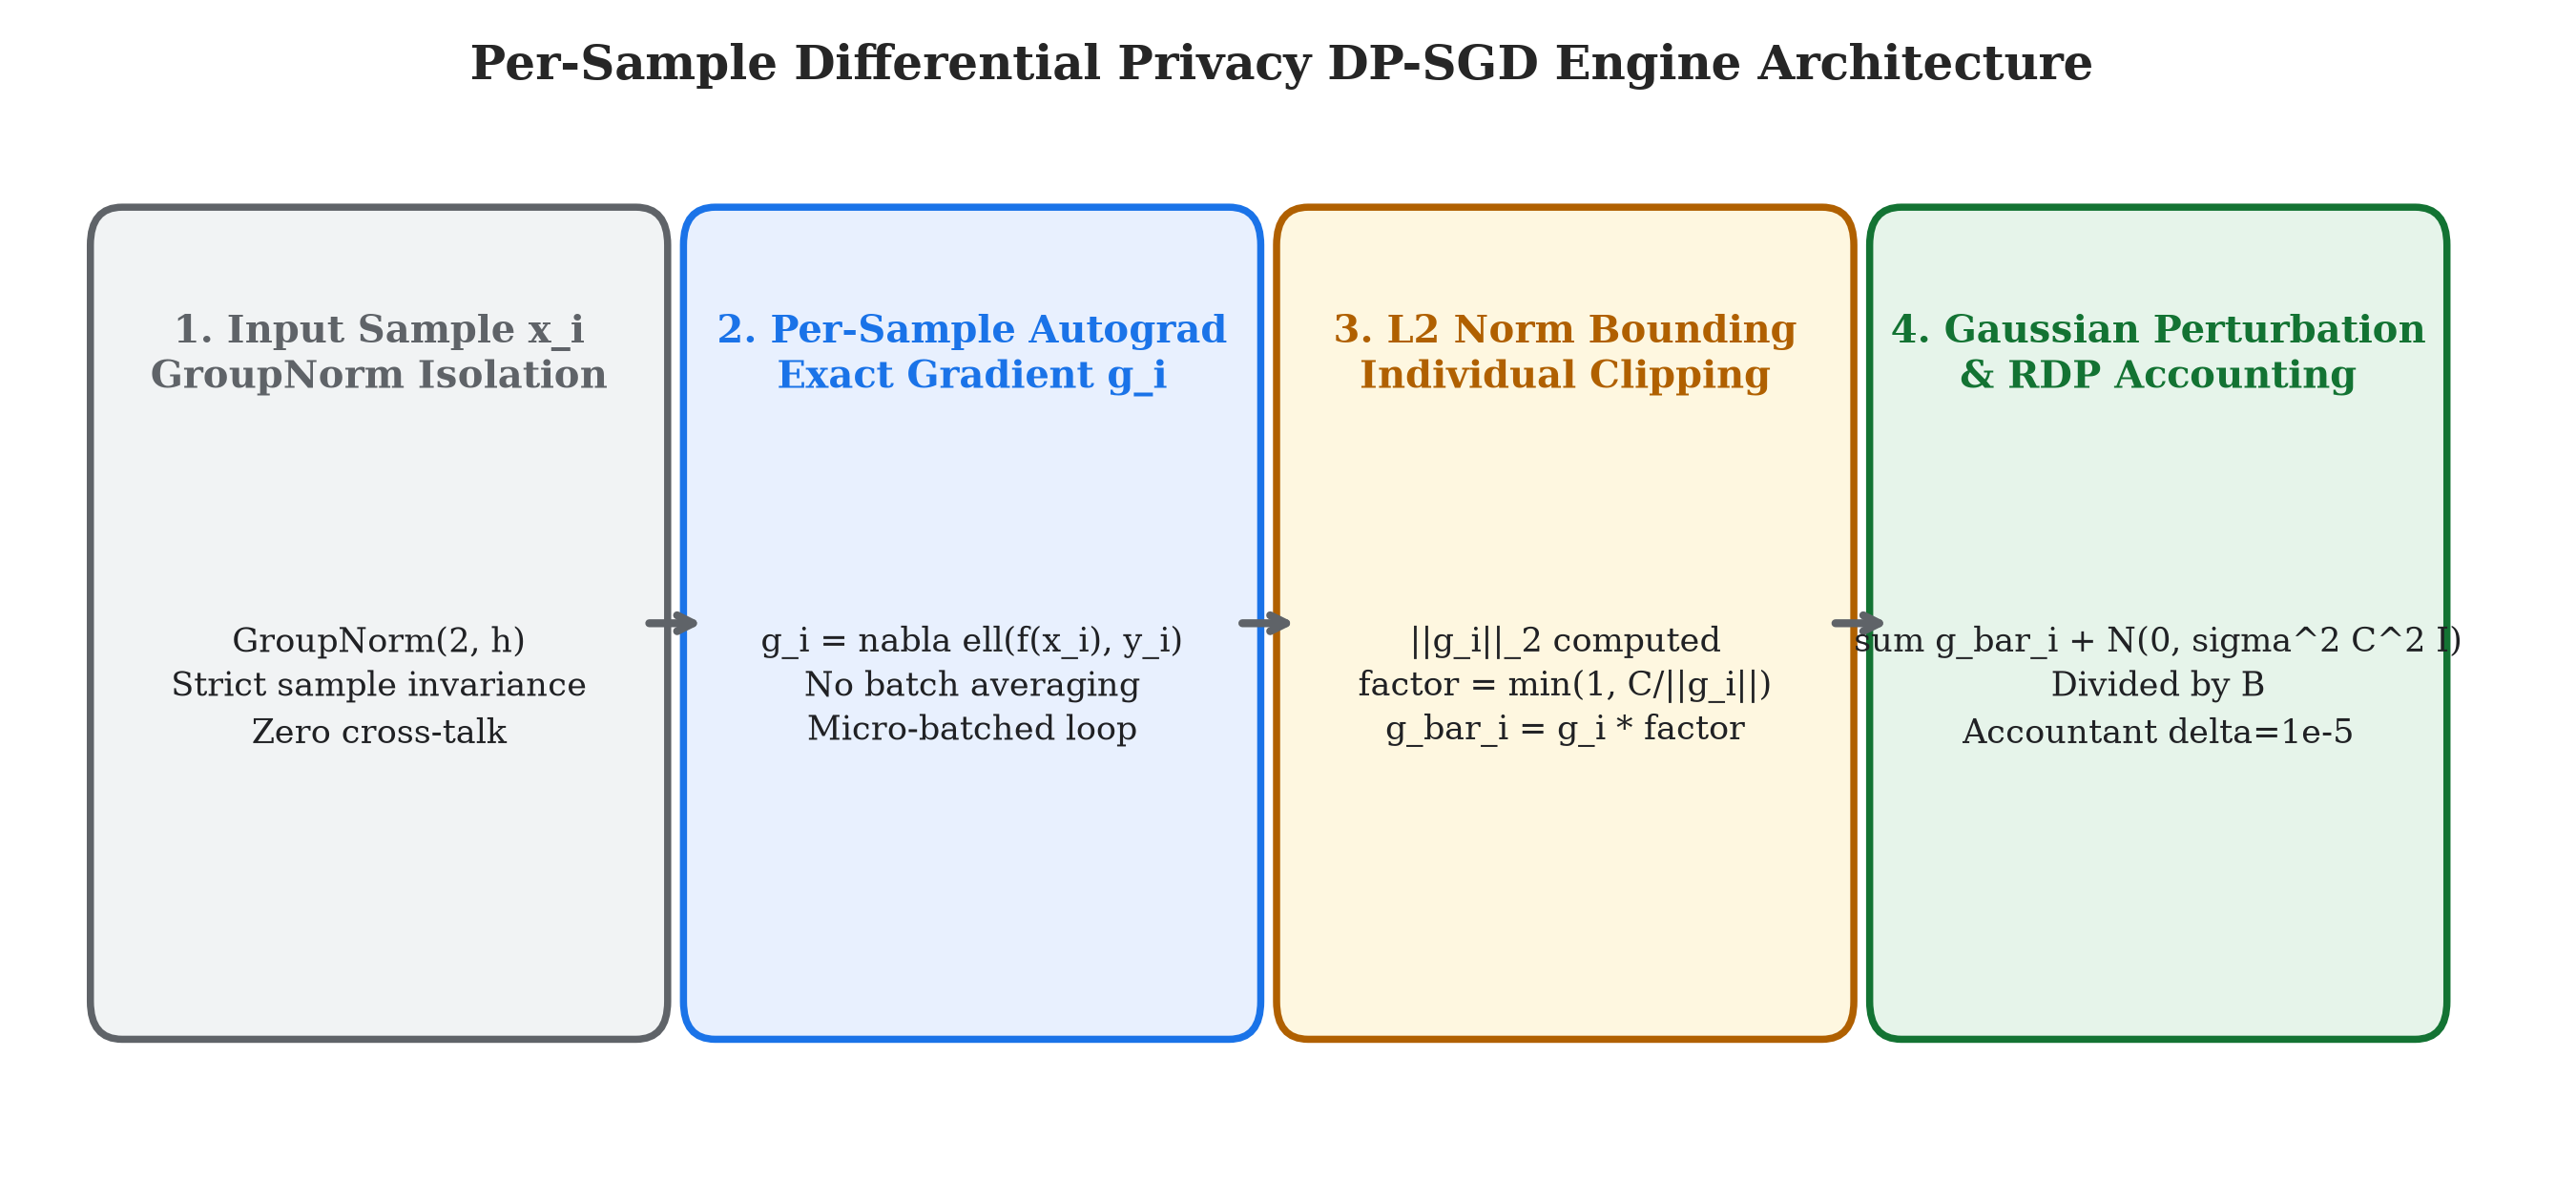 Per-Sample Differential Privacy DP-SGD Engine Architecture
1. Input Sample x_i
GroupNorm Isolation
GroupNorm(2, h)
Strict sample invariance
Zero cross-talk
2. Per-Sample Autograd
Exact Gradient g_i
g_i = nabla ell(f(x_i), y_i)
No batch averaging
Micro-batched loop
3. L2 Norm Bounding
Individual Clipping
||g_i||_2 computed
factor = min(1, C/||g_i||)
g_bar_i = g_i * factor
4. Gaussian Perturbation
& RDP Accounting
sum g_bar_i + N(0, sigma^2 C^2 I)
Divided by B
Accountant delta=1e-5